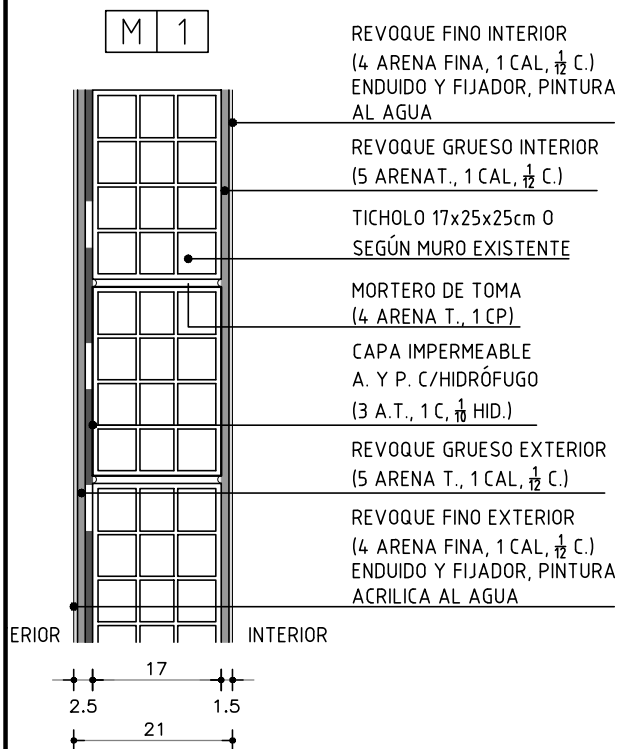 M 1
REVOQUE FINO INTERIOR
(4 ARENA FINA, 1 CAL, 1/12 C.)
ENDUIDO Y FIJADOR, PINTURA
AL AGUA
REVOQUE GRUESO INTERIOR
(5 ARENAT., 1 CAL, 1/12 C.)
TICHOLO 17x25x25cm O
SEGÚN MURO EXISTENTE
MORTERO DE TOMA
(4 ARENA T., 1 CP)
CAPA IMPERMEABLE
A. Y P. C/HIDRÓFUGO
(3 A.T., 1 C, 1/10 HID.)
REVOQUE GRUESO EXTERIOR
(5 ARENA T., 1 CAL, 1/12 C.)
REVOQUE FINO EXTERIOR
(4 ARENA FINA, 1 CAL, 1/12 C.)
ENDUIDO Y FIJADOR, PINTURA
ACRILICA AL AGUA
ERIOR INTERIOR
17
2.5 1.5
21